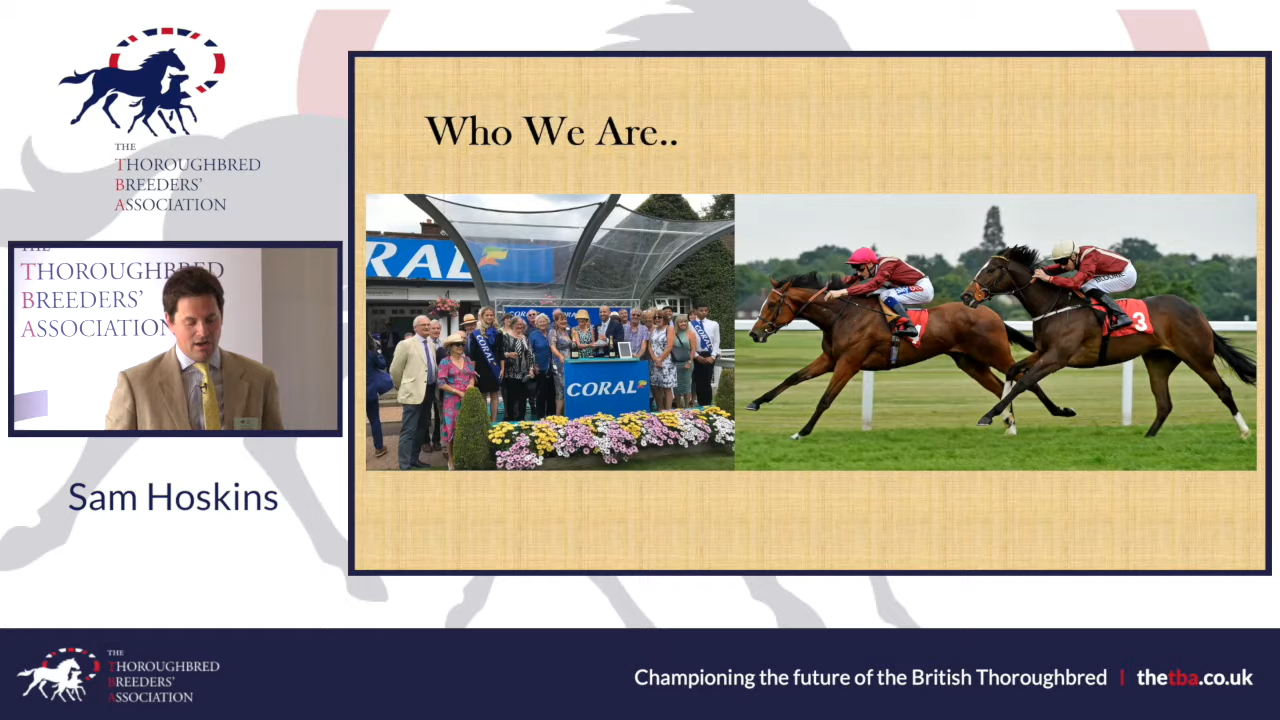 THE
THOROUGHBRED
BREEDERS'
ASSOCIATION
THE
THOROUGHBRED
BREEDERS'
ASSOCIATION
Sam Hoskins
Who We Are..
CORAL
CORAL
3
THE
THOROUGHBRED
BREEDERS'
ASSOCIATION
Championing the future of the British Thoroughbred | thetba.co.uk